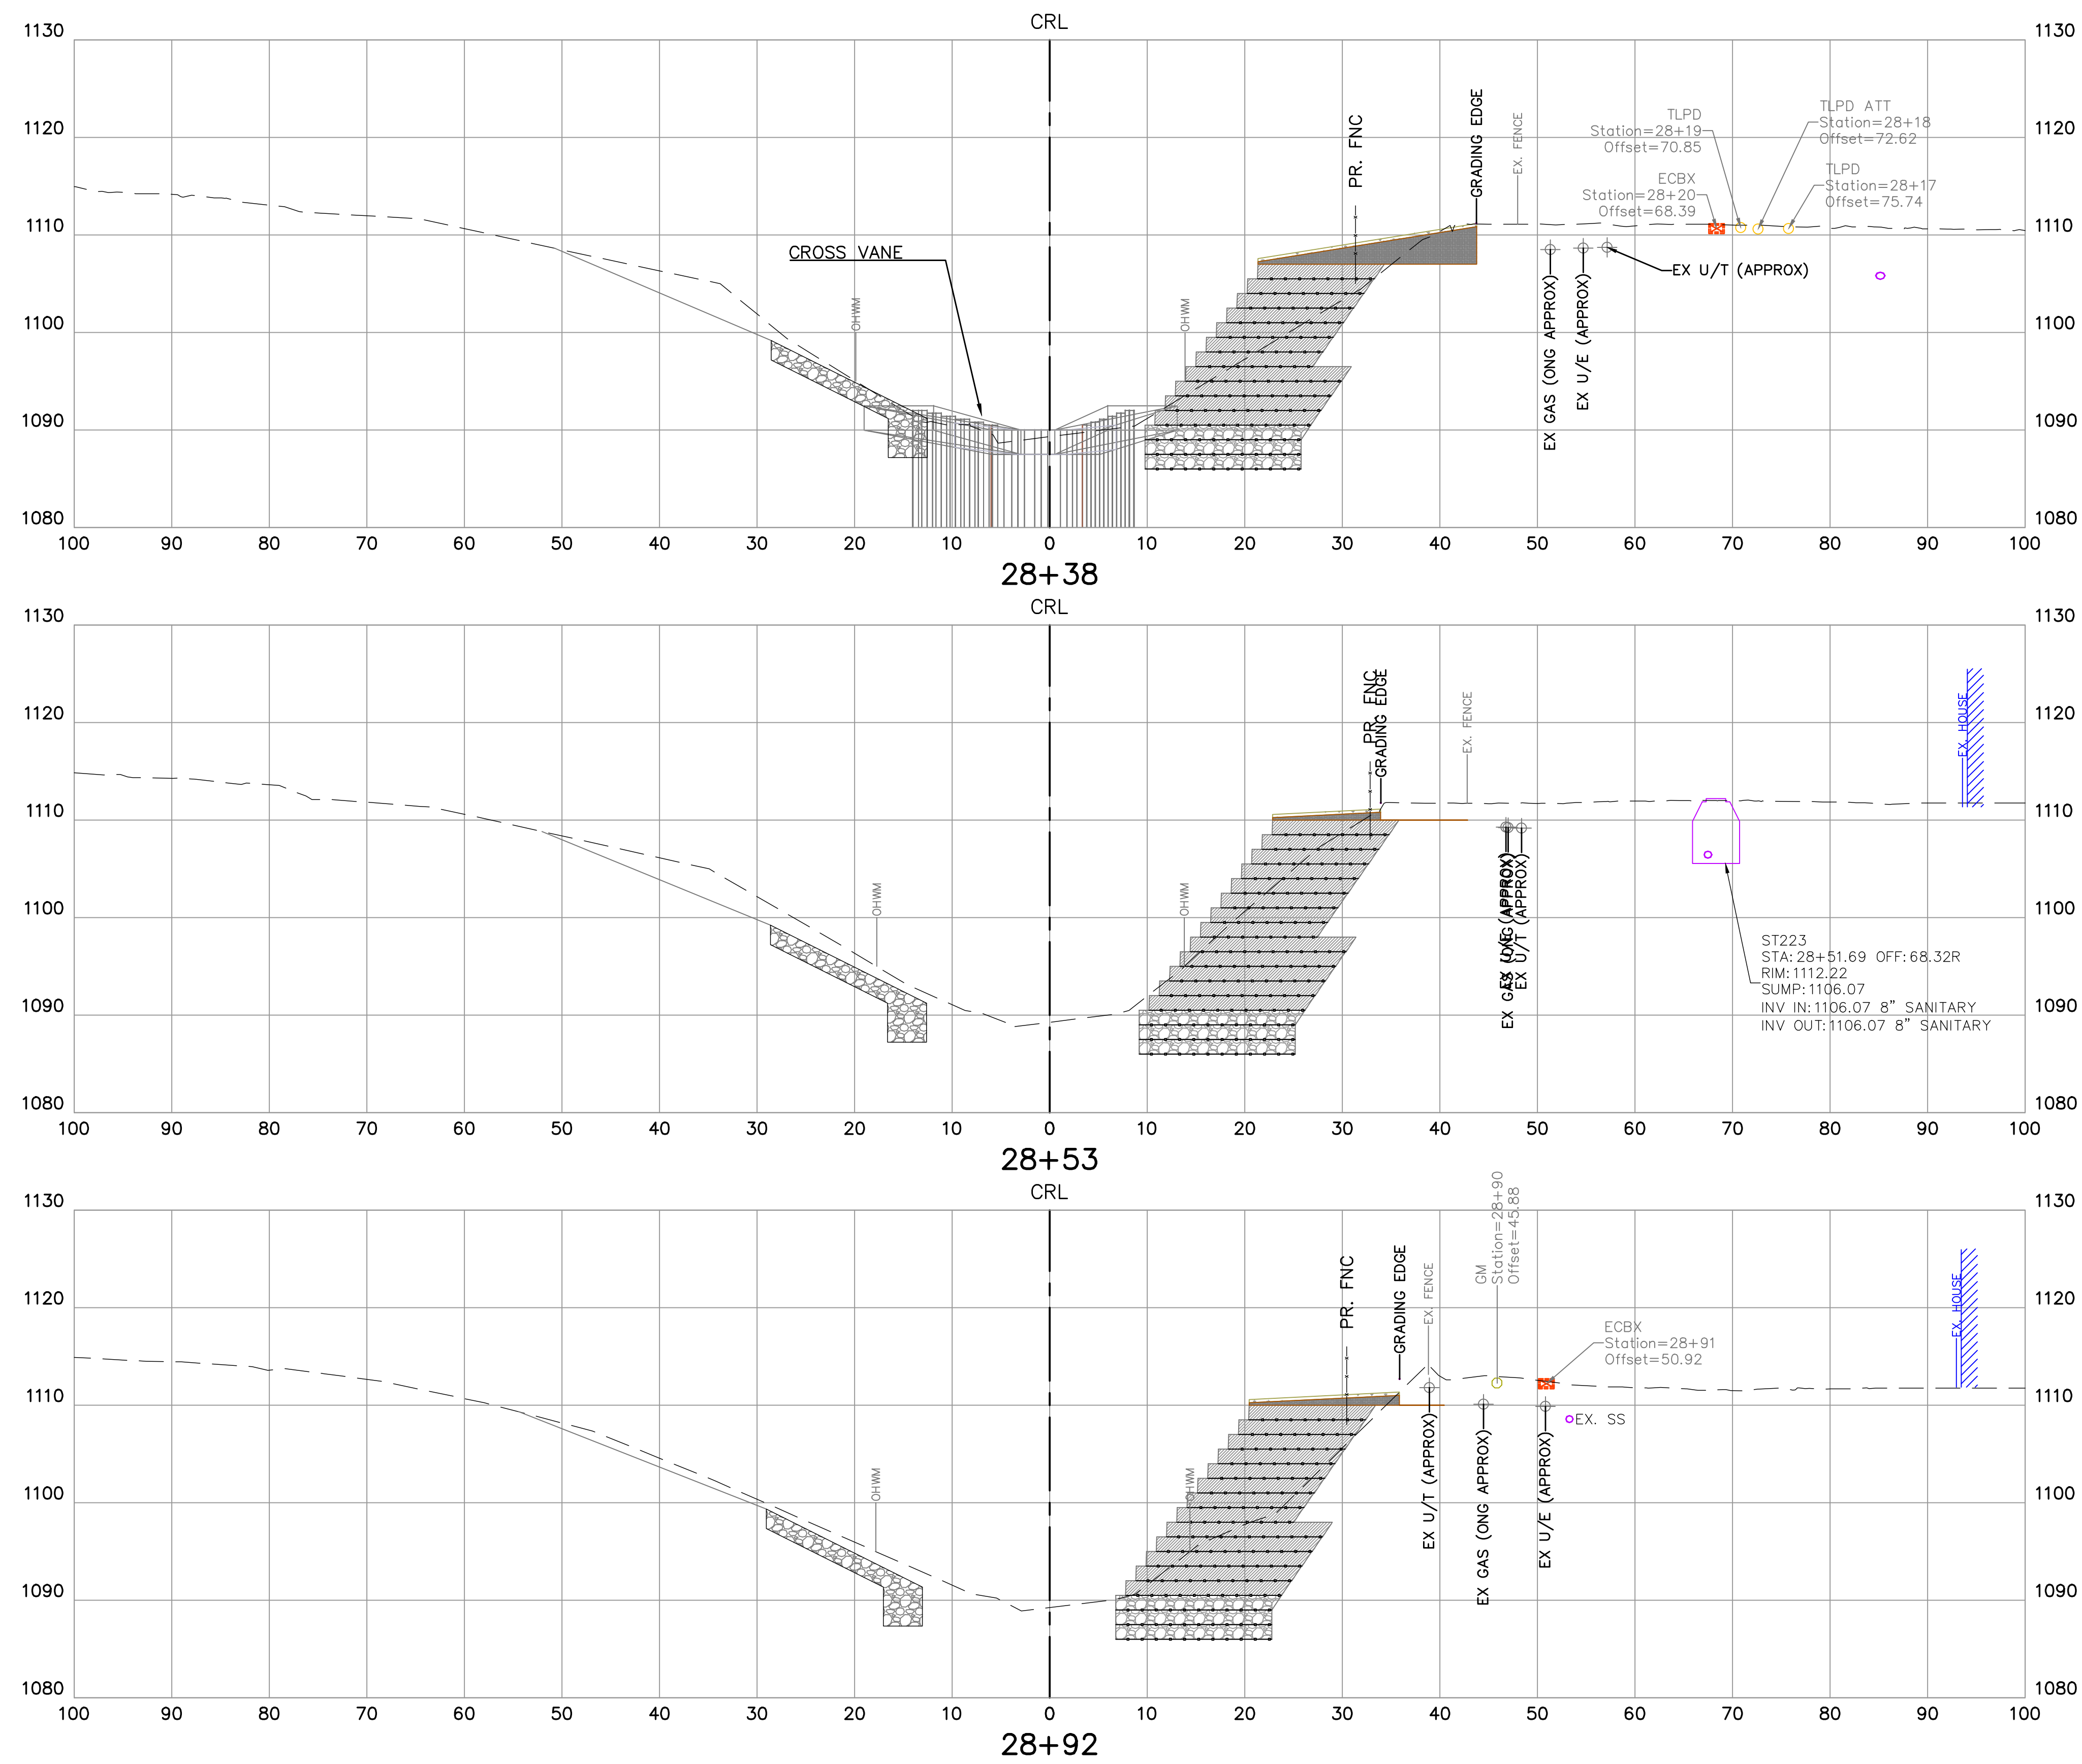 CRL
1130 1130
1120 1120
1110 1110
1100 1100
1090 1090
1080 1080
CROSS VANE
OHWM
OHWM
PR. FNC
GRADING EDGE
EX. FENCE
TLPD
Station=28+19
Offset=70.85
TLPD ATT
Station=28+18
Offset=72.62
ECBX
Station=28+20
Offset=68.39
TLPD
Station=28+17
Offset=75.74
EX GAS (ONG APPROX)
EX U/E (APPROX)
EX U/T (APPROX)
100 90 80 70 60 50 40 30 20 10 0 10 20 30 40 50 60 70 80 90 100
28+38
CRL
1130 1130
1120 1120
1110 1110
1100 1100
1090 1090
1080 1080
OHWM
OHWM
PR. FNC
GRADING EDGE
EX. FENCE
EX GAS (ONG APPROX)
EX U/E (APPROX)
EX U/T (APPROX)
EX. HOUSE
ST223
STA:28+51.69 OFF:68.32R
RIM:1112.22
SUMP:1106.07
INV IN:1106.07 8" SANITARY
INV OUT:1106.07 8" SANITARY
100 90 80 70 60 50 40 30 20 10 0 10 20 30 40 50 60 70 80 90 100
28+53
CRL
1130 1130
1120 1120
1110 1110
1100 1100
1090 1090
1080 1080
OHWM
OHWM
PR. FNC
GRADING EDGE
EX. FENCE
GM
Station=28+90
Offset=45.88
ECBX
Station=28+91
Offset=50.92
EX U/T (APPROX)
EX GAS (ONG APPROX)
EX U/E (APPROX)
EX. SS
EX. HOUSE
100 90 80 70 60 50 40 30 20 10 0 10 20 30 40 50 60 70 80 90 100
28+92